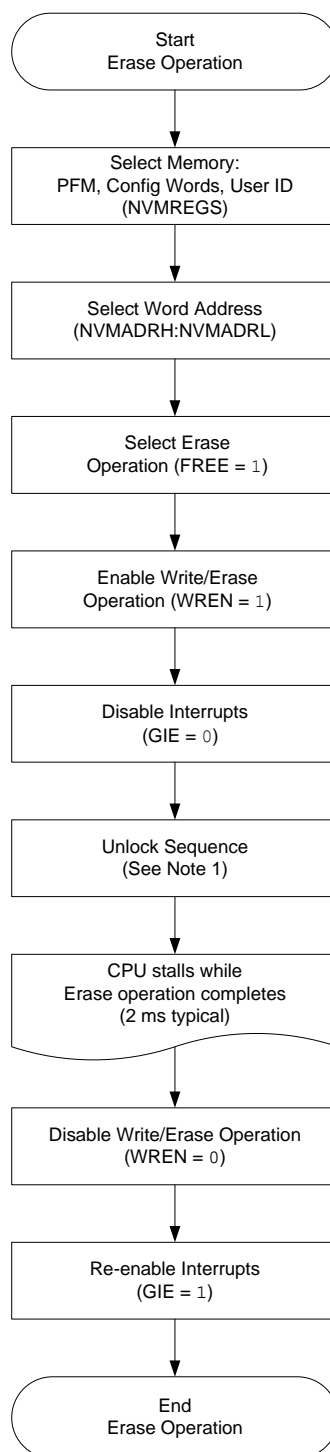 Start
Erase Operation
Select Memory:
PFM, Config Words, User ID
(NVMREGS)
Select Word Address
(NVMADRH:NVMADRL)
Select Erase
Operation (FREE = 1)
Enable Write/Erase
Operation (WREN = 1)
Disable Interrupts
(GIE = 0)
Unlock Sequence
(See Note 1)
CPU stalls while
Erase operation completes
(2 ms typical)
Disable Write/Erase Operation
(WREN = 0)
Re-enable Interrupts
(GIE = 1)
End
Erase Operation